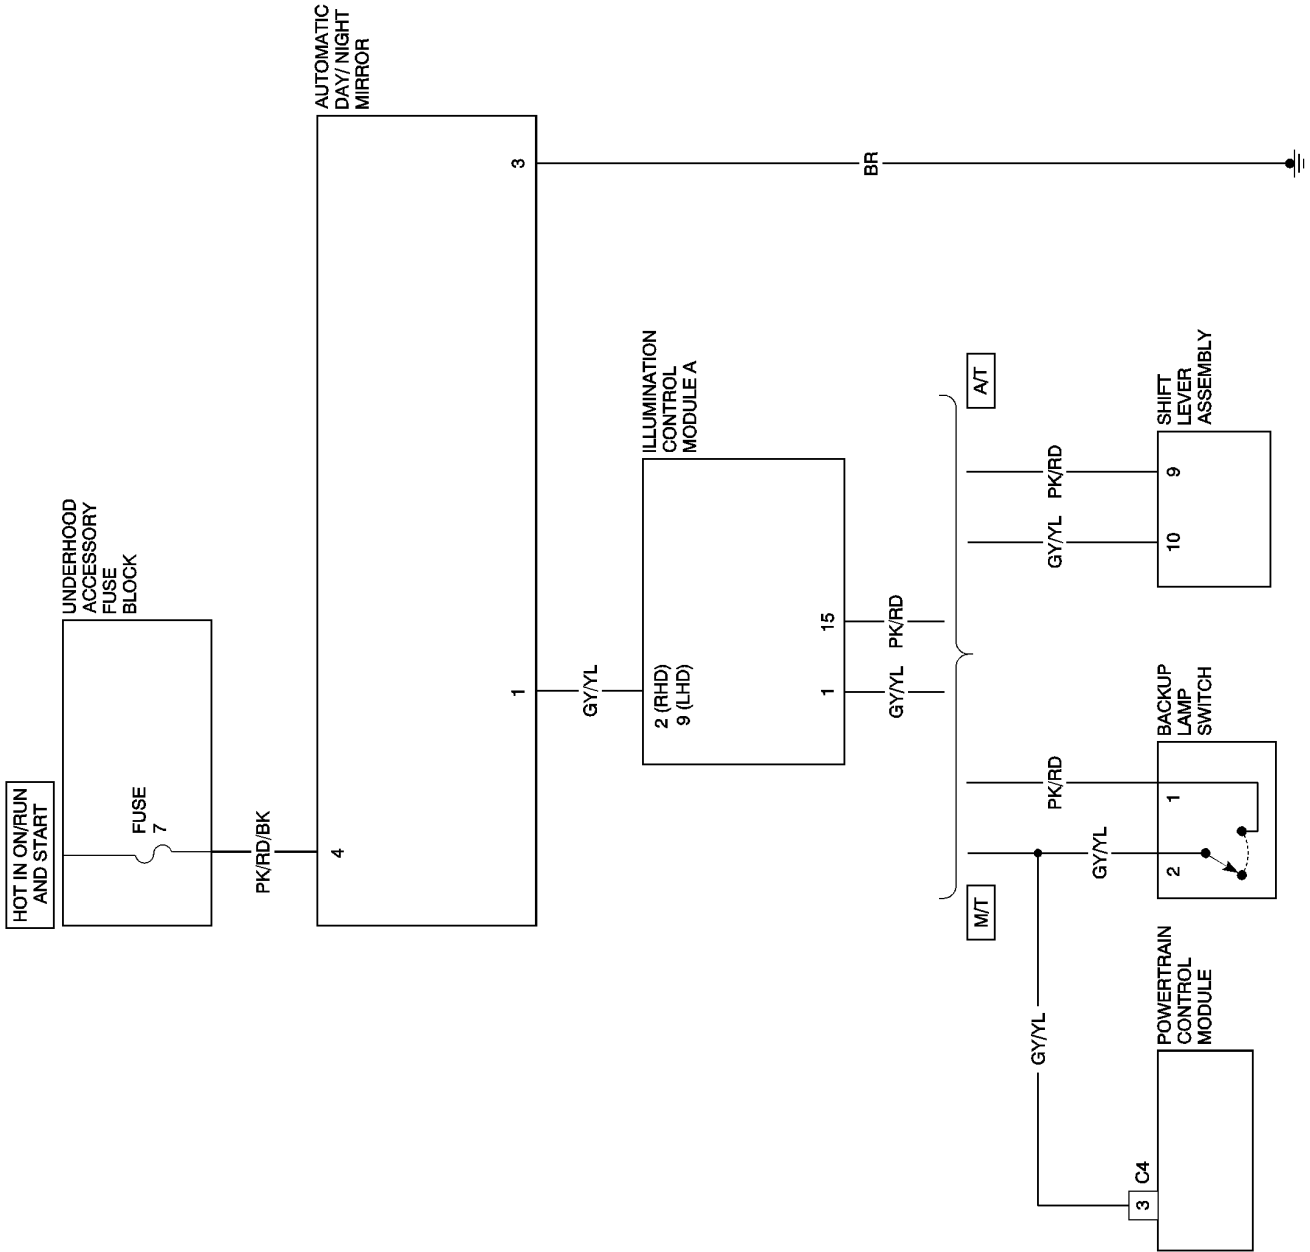 HOT IN ON/RUN
AND START
UNDERHOOD
ACCESSORY
FUSE
BLOCK
FUSE
7
PK/RD/BK
AUTOMATIC
DAY/ NIGHT
MIRROR
4
1
3
GY/YL
BR
ILLUMINATION
CONTROL
MODULE A
2 (RHD)
9 (LHD)
1
15
GY/YL
PK/RD
M/T
A/T
GY/YL
GY/YL
PK/RD
GY/YL
PK/RD
POWERTRAIN
CONTROL
MODULE
3
C4
BACKUP
LAMP
SWITCH
2
1
SHIFT
LEVER
ASSEMBLY
10
9